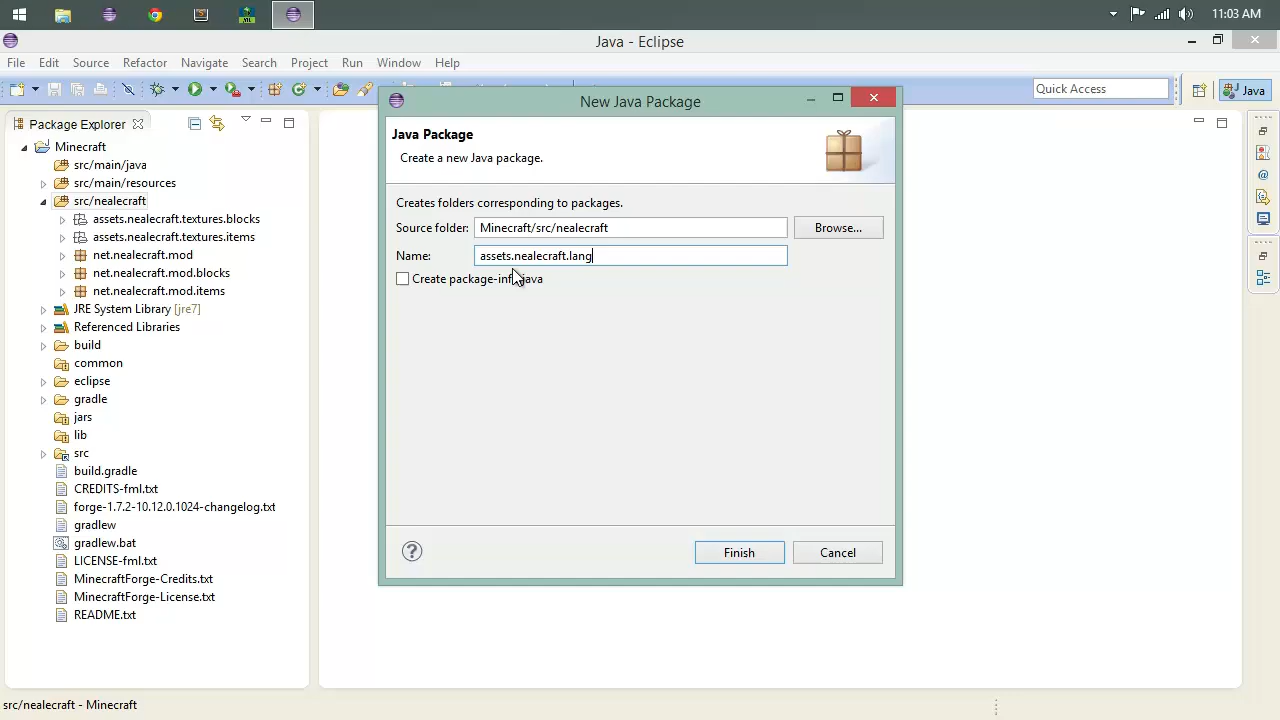 11:03 AM
Java - Eclipse
File Edit Source Refactor Navigate Search Project Run Window Help
Quick Access
Java
Package Explorer
Minecraft
src/main/java
src/main/resources
src/nealecraft
assets.nealecraft.textures.blocks
assets.nealecraft.textures.items
net.nealecraft.mod
net.nealecraft.mod.blocks
net.nealecraft.mod.items
JRE System Library [jre7]
Referenced Libraries
build
common
eclipse
gradle
jars
lib
src
build.gradle
CREDITS-fml.txt
forge-1.7.2-10.12.0.1024-changelog.txt
gradlew
gradlew.bat
LICENSE-fml.txt
MinecraftForge-Credits.txt
MinecraftForge-License.txt
README.txt
New Java Package
Java Package
Create a new Java package.
Creates folders corresponding to packages.
Source folder: Minecraft/src/nealecraft Browse...
Name: assets.nealecraft.lang
Create package-info.java
Finish Cancel
src/nealecraft - Minecraft